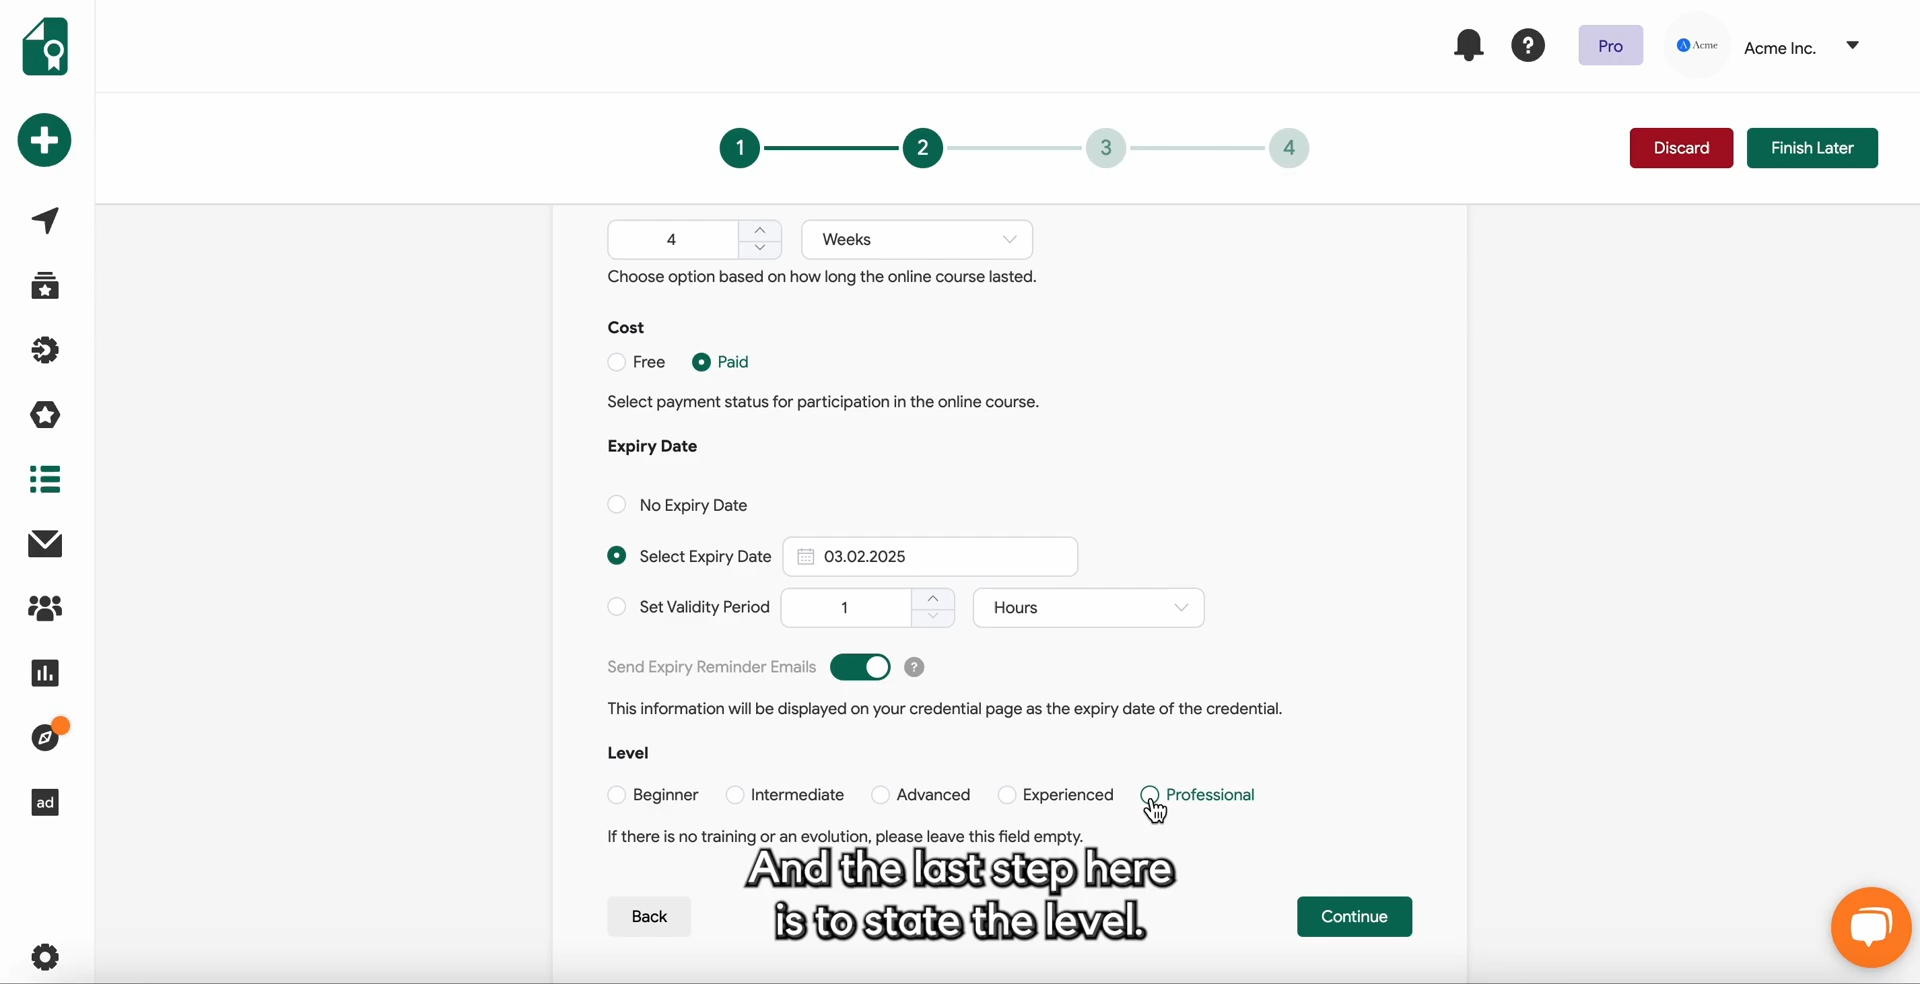 ?
Pro
Acme
Acme Inc.
1
2
3
4
Discard
Finish Later
4
Weeks
Choose option based on how long the online course lasted.
Cost
Free
Paid
Select payment status for participation in the online course.
Expiry Date
No Expiry Date
Select Expiry Date
03.02.2025
Set Validity Period
1
Hours
Send Expiry Reminder Emails
?
This information will be displayed on your credential page as the expiry date of the credential.
Level
Beginner
Intermediate
Advanced
Experienced
Professional
If there is no training or an evolution, please leave this field empty.
And the last step here
is to state the level.
Back
Continue
ad